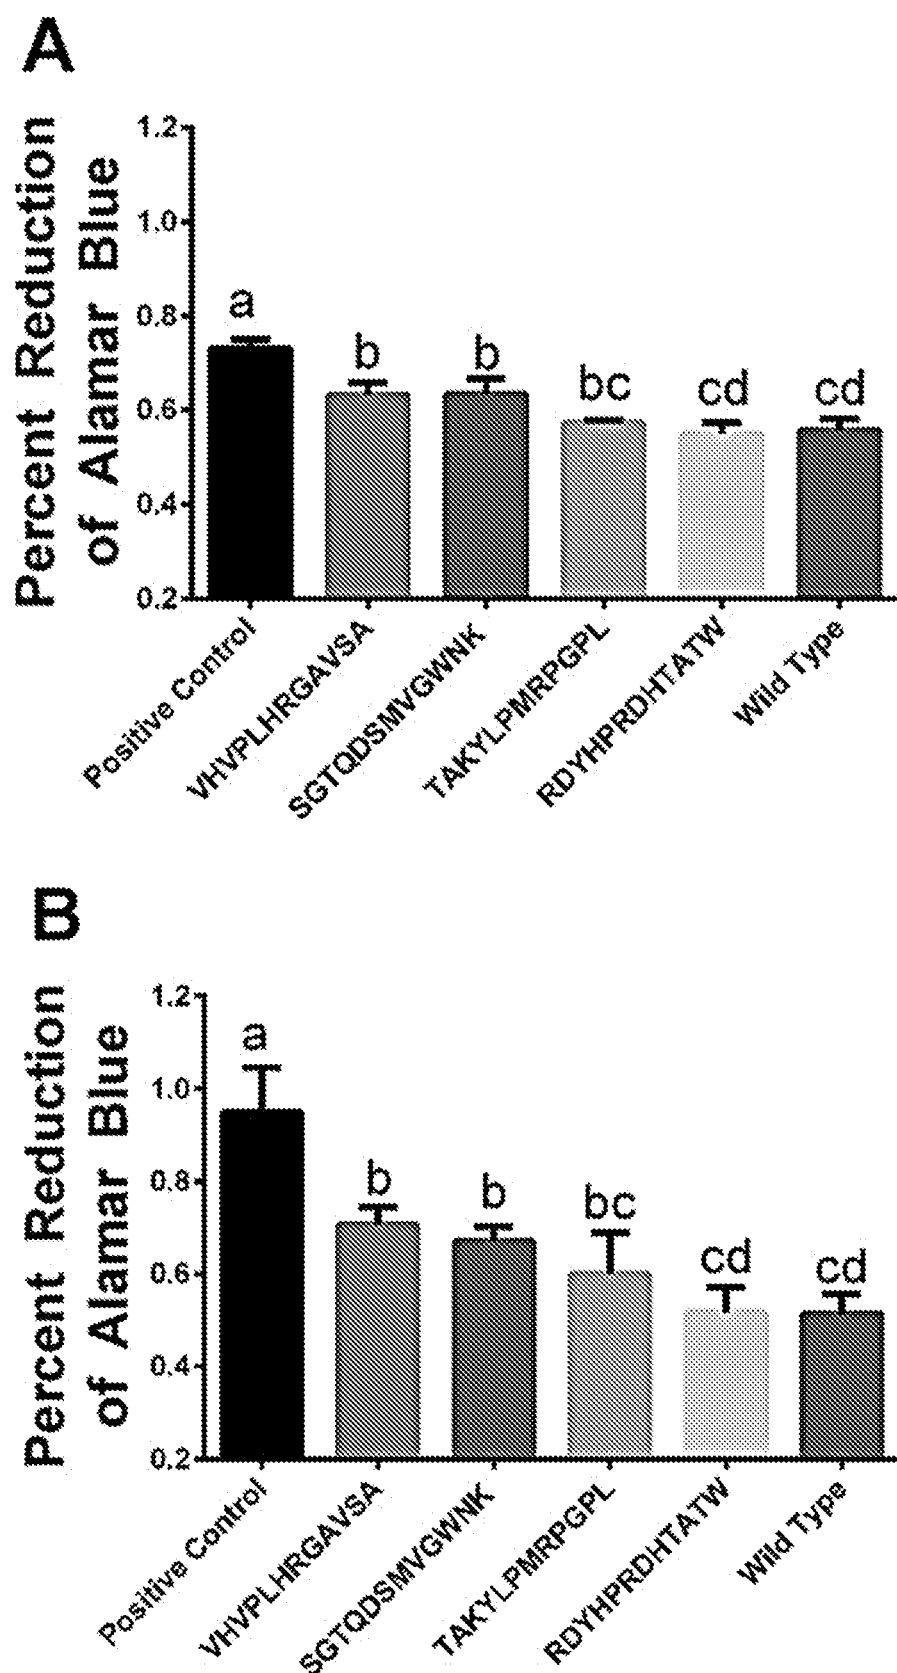 A
Percent Reduction
of Alamar Blue
1.2
1.0
0.8
0.6
0.4
0.2
a
b
b
bc
cd
cd
Positive Control
VHVPLHRGAVSA
SGTQDSMVGWNK
TAKYLPMRPGPL
RDYHPRDHTATW
Wild Type
B
Percent Reduction
of Alamar Blue
1.2
1.0
0.8
0.6
0.4
0.2
a
b
b
bc
cd
cd
Positive Control
VHVPLHRGAVSA
SGTQDSMVGWNK
TAKYLPMRPGPL
RDYHPRDHTATW
Wild Type